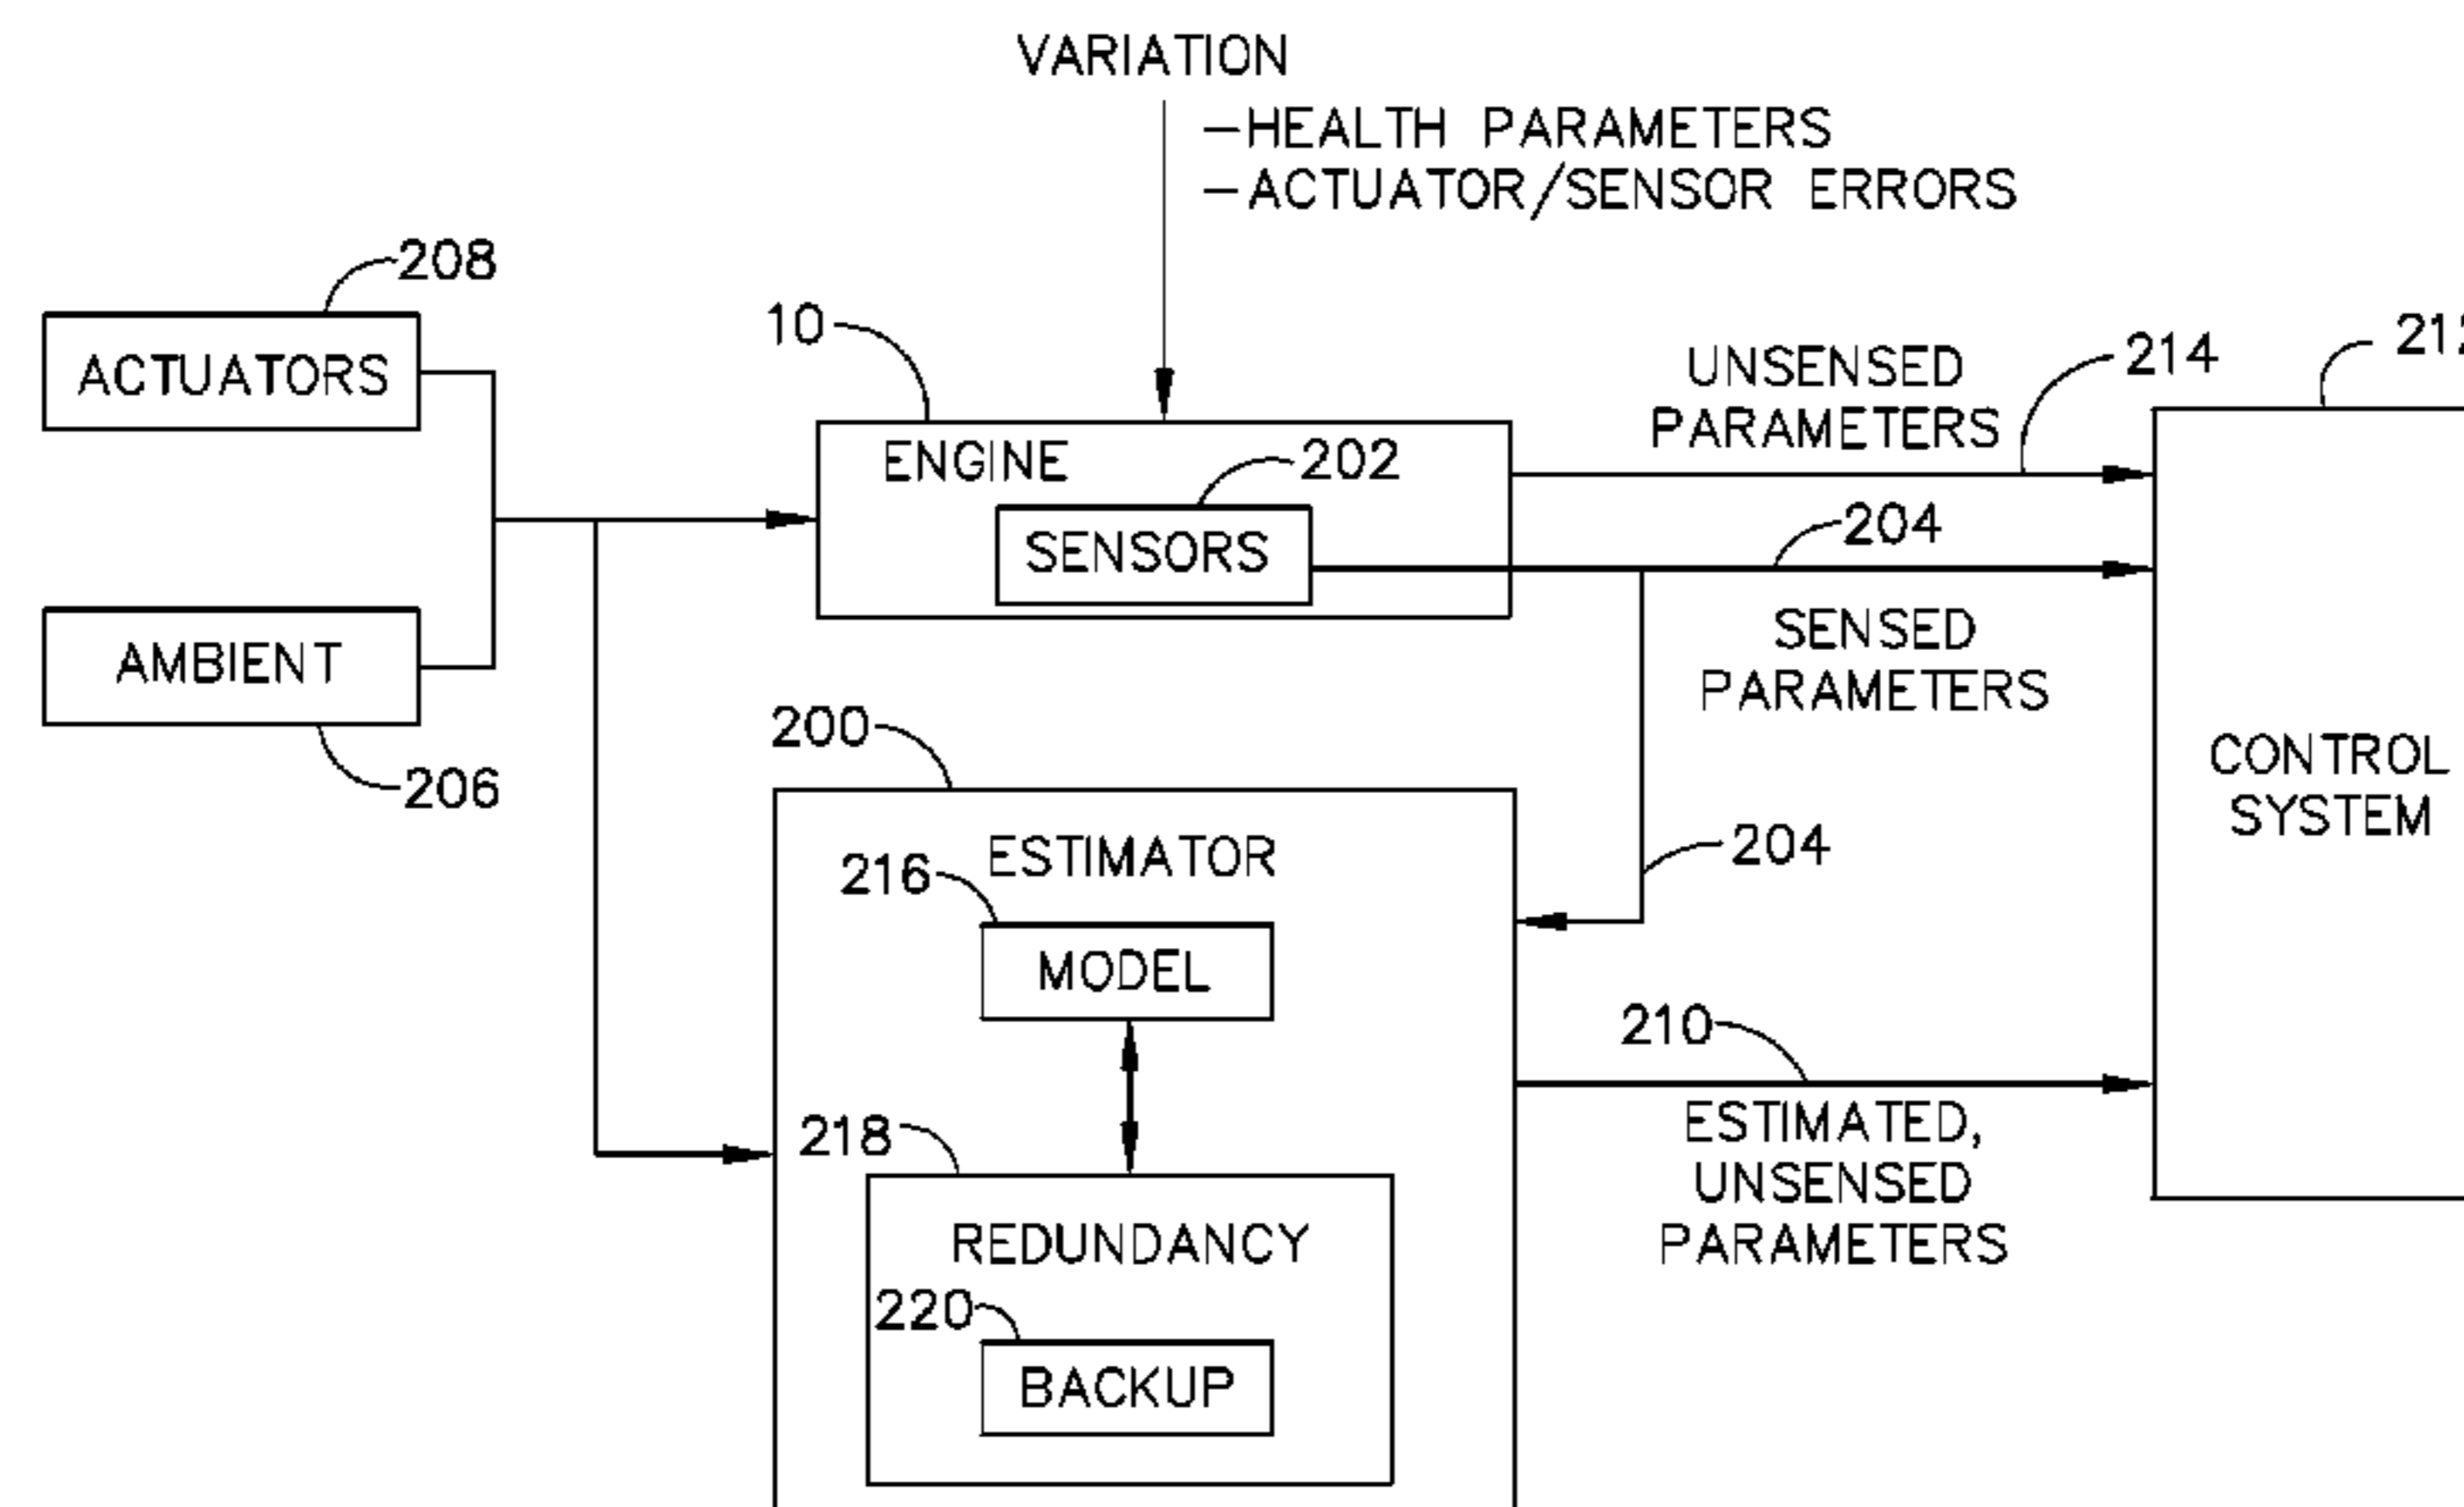 VARIATION
-HEALTH PARAMETERS
-ACTUATOR/SENSOR ERRORS
208
ACTUATORS
10
ENGINE
202
SENSORS
UNSENSED
PARAMETERS
214
212
204
SENSED
PARAMETERS
AMBIENT
206
200
ESTIMATOR
216
MODEL
204
CONTROL
SYSTEM
210
ESTIMATED,
UNSENSED
PARAMETERS
218
REDUNDANCY
220
BACKUP